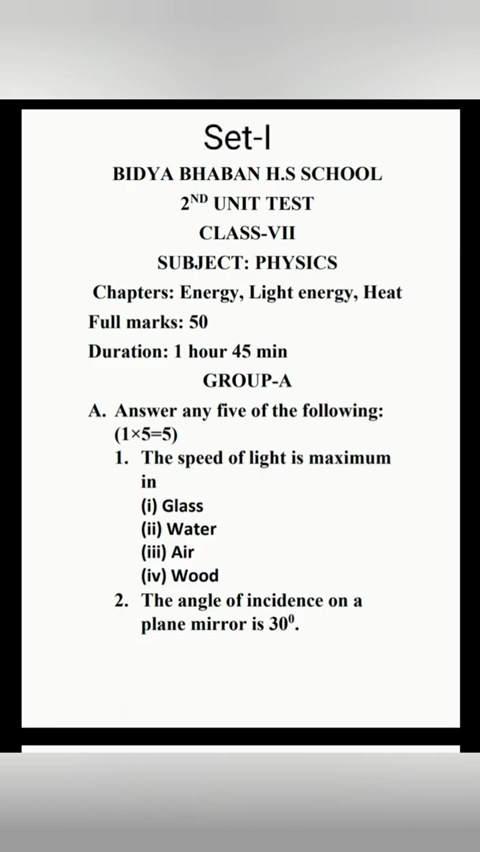 Set-I
BIDYA BHABAN H.S SCHOOL
2ND UNIT TEST
CLASS-VII
SUBJECT: PHYSICS
Chapters: Energy, Light energy, Heat
Full marks: 50
Duration: 1 hour 45 min
GROUP-A
A. Answer any five of the following:
(1×5=5)
1. The speed of light is maximum
in
(i) Glass
(ii) Water
(iii) Air
(iv) Wood
2. The angle of incidence on a
plane mirror is 30⁰.